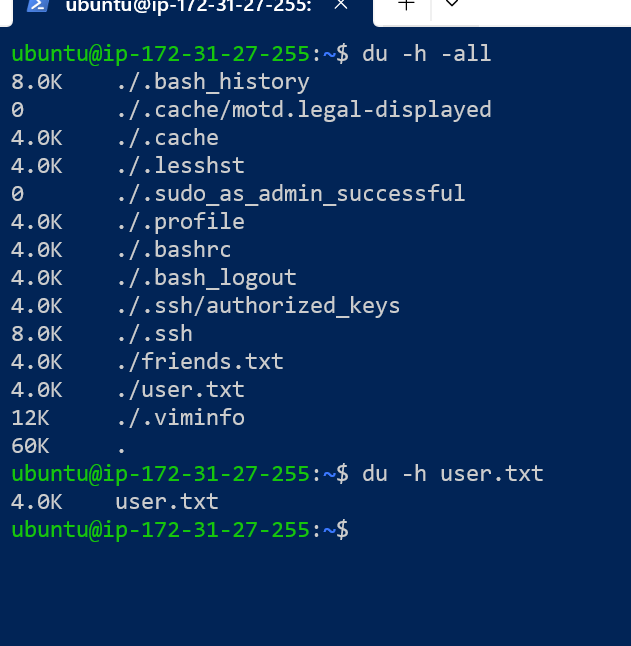 ubuntu@ip-172-31-27-255:
ubuntu@ip-172-31-27-255:~$ du -h -all
8.0K ./.bash_history
0 ./.cache/motd.legal-displayed
4.0K ./.cache
4.0K ./.lesshst
0 ./.sudo_as_admin_successful
4.0K ./.profile
4.0K ./.bashrc
4.0K ./.bash_logout
4.0K ./.ssh/authorized_keys
8.0K ./.ssh
4.0K ./friends.txt
4.0K ./user.txt
12K ./.viminfo
60K .
ubuntu@ip-172-31-27-255:~$ du -h user.txt
4.0K user.txt
ubuntu@ip-172-31-27-255:~$